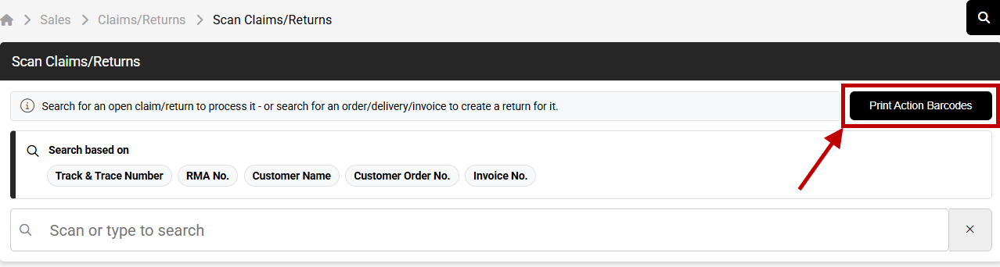 Sales Claims/Returns Scan Claims/Returns
Scan Claims/Returns
Search for an open claim/return to process it - or search for an order/delivery/invoice to create a return for it.
Print Action Barcodes
Search based on
Track & Trace Number RMA No. Customer Name Customer Order No. Invoice No.
Scan or type to search